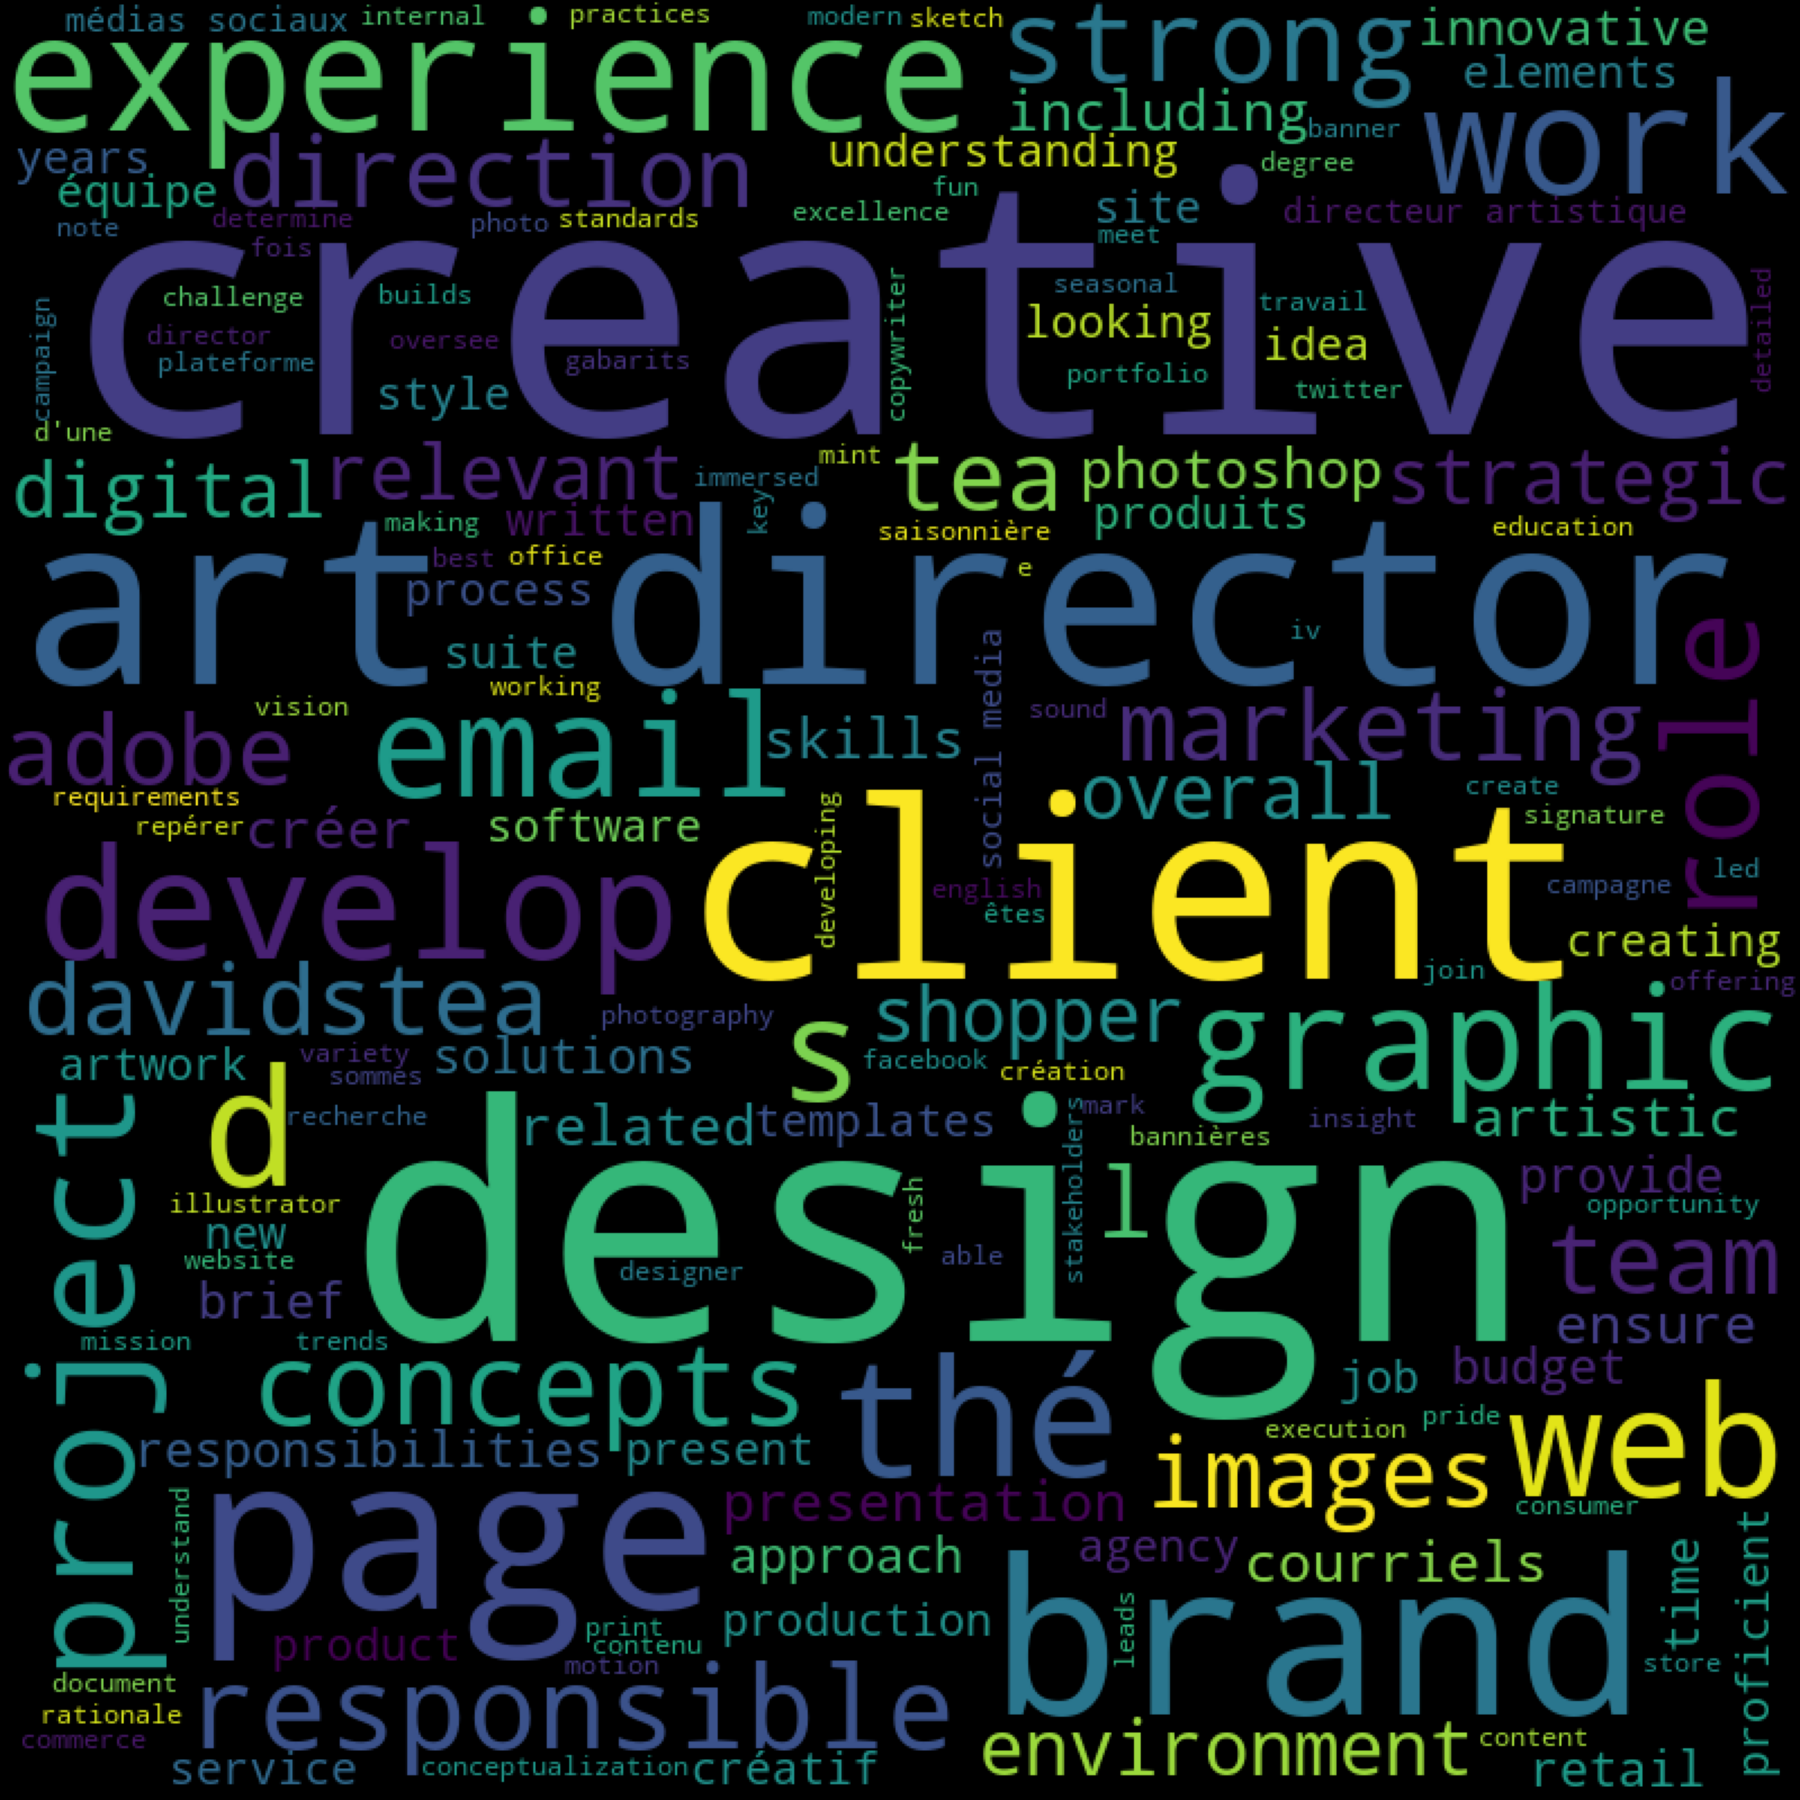 médias sociaux internal practices modern sketch
experience strong innovative
elements
including banner work
years équipe direction understanding degree
fun
note determine photo standards excellence site directeur artistique
fois meet
creative
challenge builds copywriter seasonal travail detailed
campaign director oversee looking idea
plateforme gabarits
style portfolio twitter
d'une
digital relevant immersed mint tea photoshop strategic
making written key produits
saisonnière education
best office e
art director
process
suite iv
working
vision social media sound role
adobe email skills marketing
requirements overall create
repérer créer software developing signature
develop client led
english campagne
êtes creating
join offering
davidstea photography s shopper graphic
artwork variety solutions facebook création
sommes
d recherche related templates stakeholders mark insight artistic
bannières
project illustrator design fresh l provide
new opportunity
website designer able team
brief ensure
mission trends
concepts thé job budget
responsibilities present execution pride web
images
understand page presentation consumer proficient
approach agency courriels time
product print production leads brand
contenu
document motion store
rationale responsible
commerce environment content
service conceptualization créatif retail